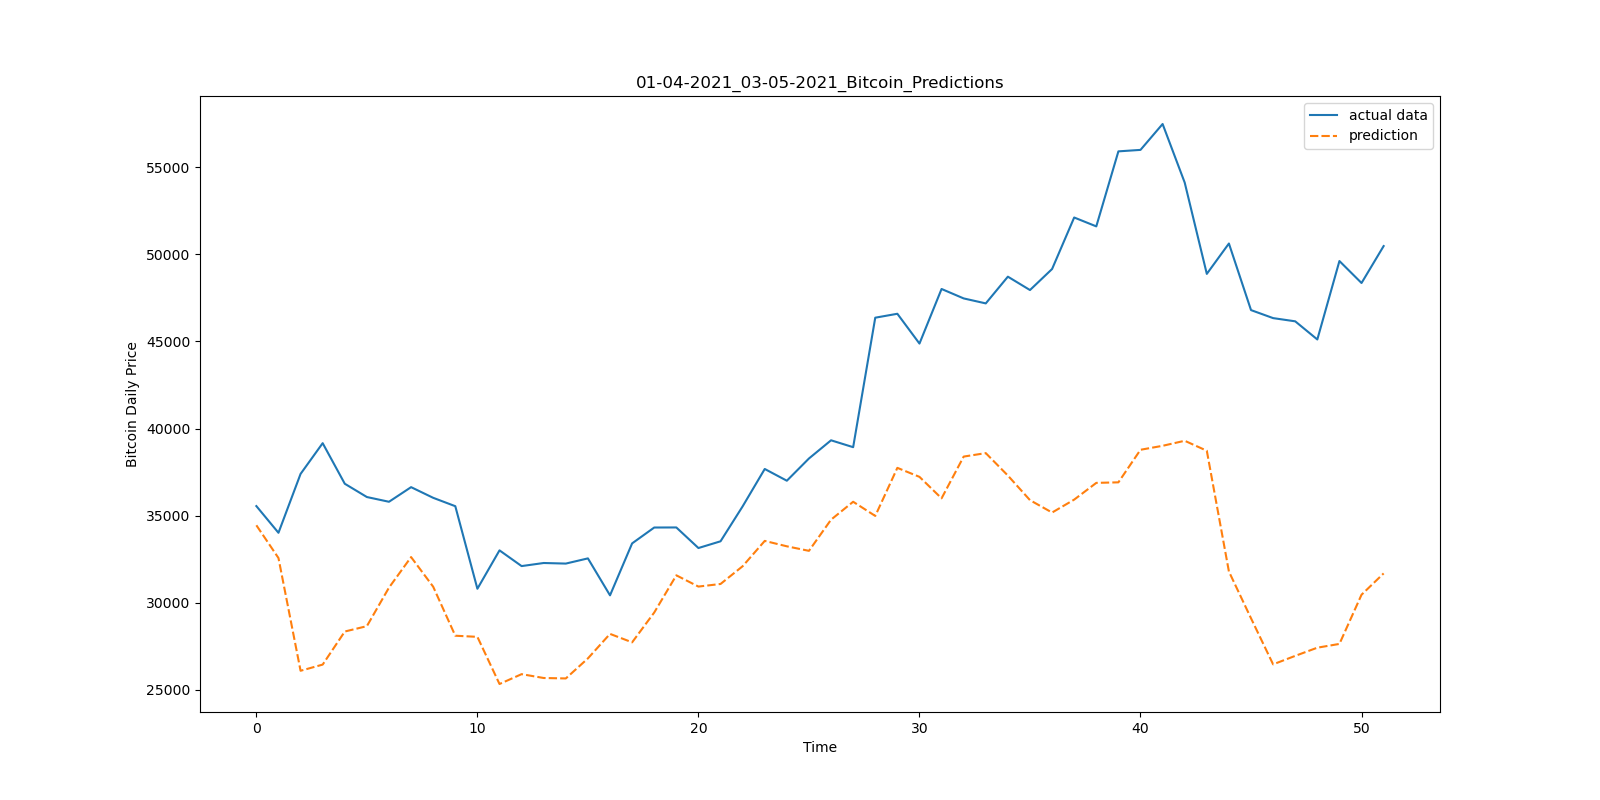 01-04-2021_03-05-2021_Bitcoin_Predictions
actual data
prediction
Bitcoin Daily Price
55000
50000
45000
40000
35000
30000
25000
0 10 20 30 40 50
Time